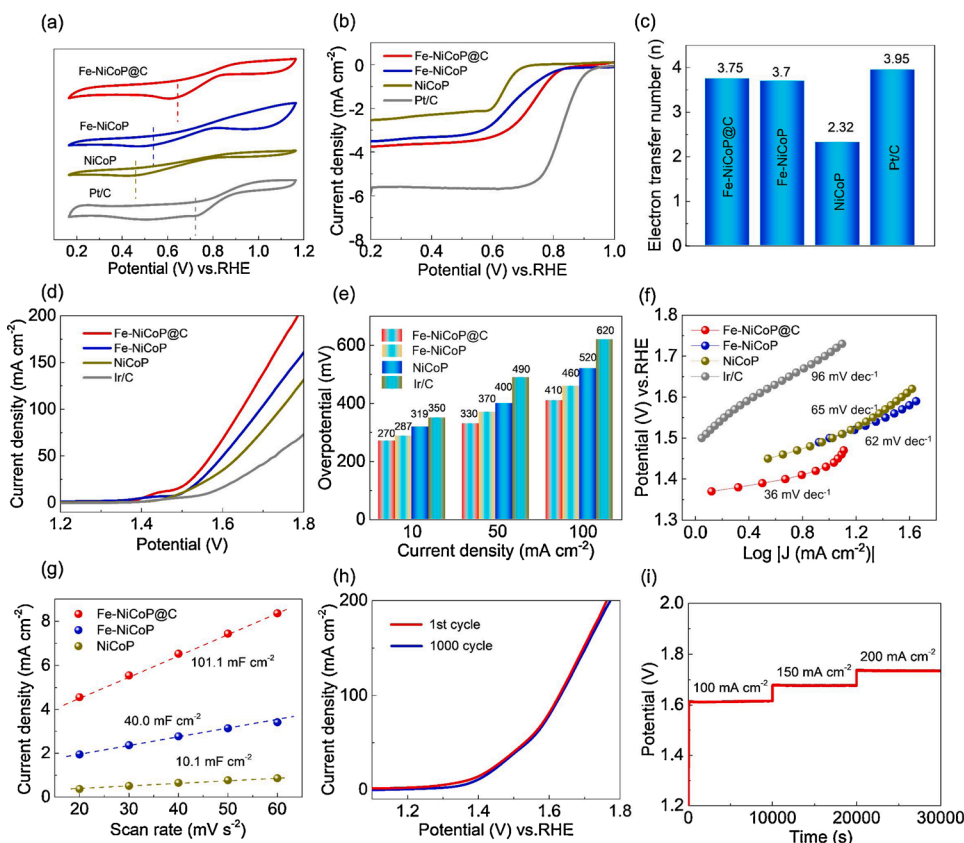 (a)
Fe-NiCoP@C
Fe-NiCoP
NiCoP
Pt/C
0.2 0.4 0.6 0.8 1.0 1.2
Potential (V) vs.RHE
(b)
Current density (mA cm⁻²)
0
-2
-4
-6
-8
Fe-NiCoP@C
Fe-NiCoP
NiCoP
Pt/C
0.2 0.4 0.6 0.8 1.0
Potential (V) vs.RHE
(c)
Electron transfer number (n)
4
3
2
1
0
3.75 3.7 2.32 3.95
Fe-NiCoP@C
Fe-NiCoP
NiCoP
Pt/C
(d)
Current density (mA cm⁻²)
200
150
100
50
0
Fe-NiCoP@C
Fe-NiCoP
NiCoP
Ir/C
1.2 1.4 1.6 1.8
Potential (V)
(e)
Overpotential (mV)
600
400
200
0
Fe-NiCoP@C
Fe-NiCoP
NiCoP
Ir/C
270 287 319 350
330 370 400 490
410 460 520 620
10 50 100
Current density (mA cm⁻²)
(f)
Potential (V) vs.RHE
1.8
1.7
1.6
1.5
1.4
1.3
Fe-NiCoP@C
Fe-NiCoP
NiCoP
Ir/C
96 mV dec⁻¹
65 mV dec⁻¹
62 mV dec⁻¹
36 mV dec⁻¹
0.0 0.4 0.8 1.2 1.6
Log |J (mA cm⁻²)|
(g)
Current density (mA cm⁻²)
8
6
4
2
0
Fe-NiCoP@C
Fe-NiCoP
NiCoP
101.1 mF cm⁻²
40.0 mF cm⁻²
10.1 mF cm⁻²
20 30 40 50 60
Scan rate (mV s⁻²)
(h)
Current density (mA cm⁻²)
200
100
0
1st cycle
1000 cycle
1.2 1.4 1.6 1.8
Potential (V) vs.RHE
(i)
Potential (V)
2.0
1.8
1.6
1.4
1.2
100 mA cm⁻²
150 mA cm⁻²
200 mA cm⁻²
0 10000 20000 30000
Time (s)